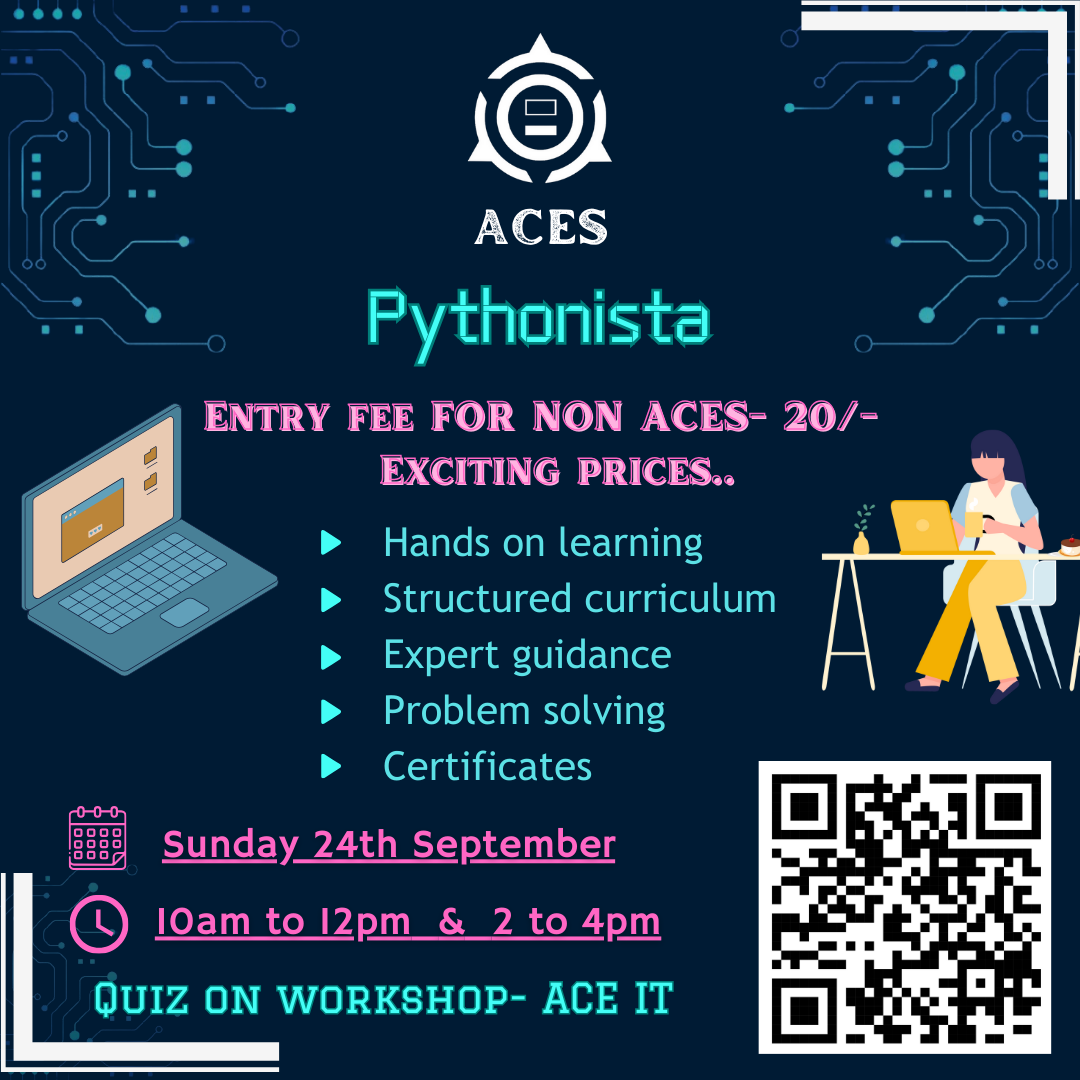 ACES
Pythonista
Entry fee FOR NON ACES- 20/-
Exciting prices..
Hands on learning
Structured curriculum
Expert guidance
Problem solving
Certificates
Sunday 24th September
10am to 12pm & 2 to 4pm
Quiz on workshop- ACE IT